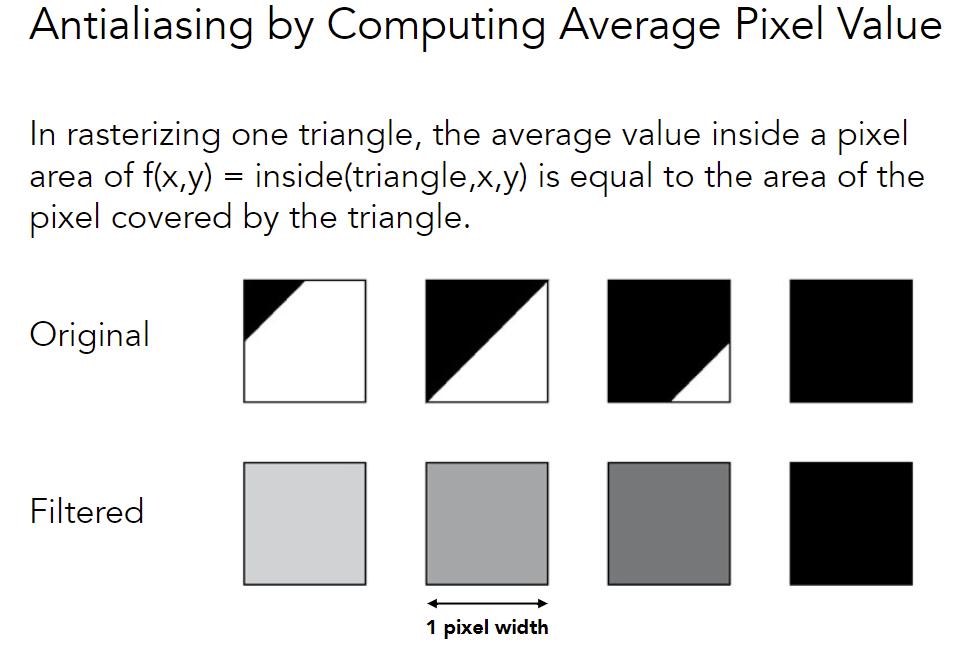 Antialiasing by Computing Average Pixel Value
In rasterizing one triangle, the average value inside a pixel
area of f(x,y) = inside(triangle,x,y) is equal to the area of the
pixel covered by the triangle.
Original
Filtered
1 pixel width